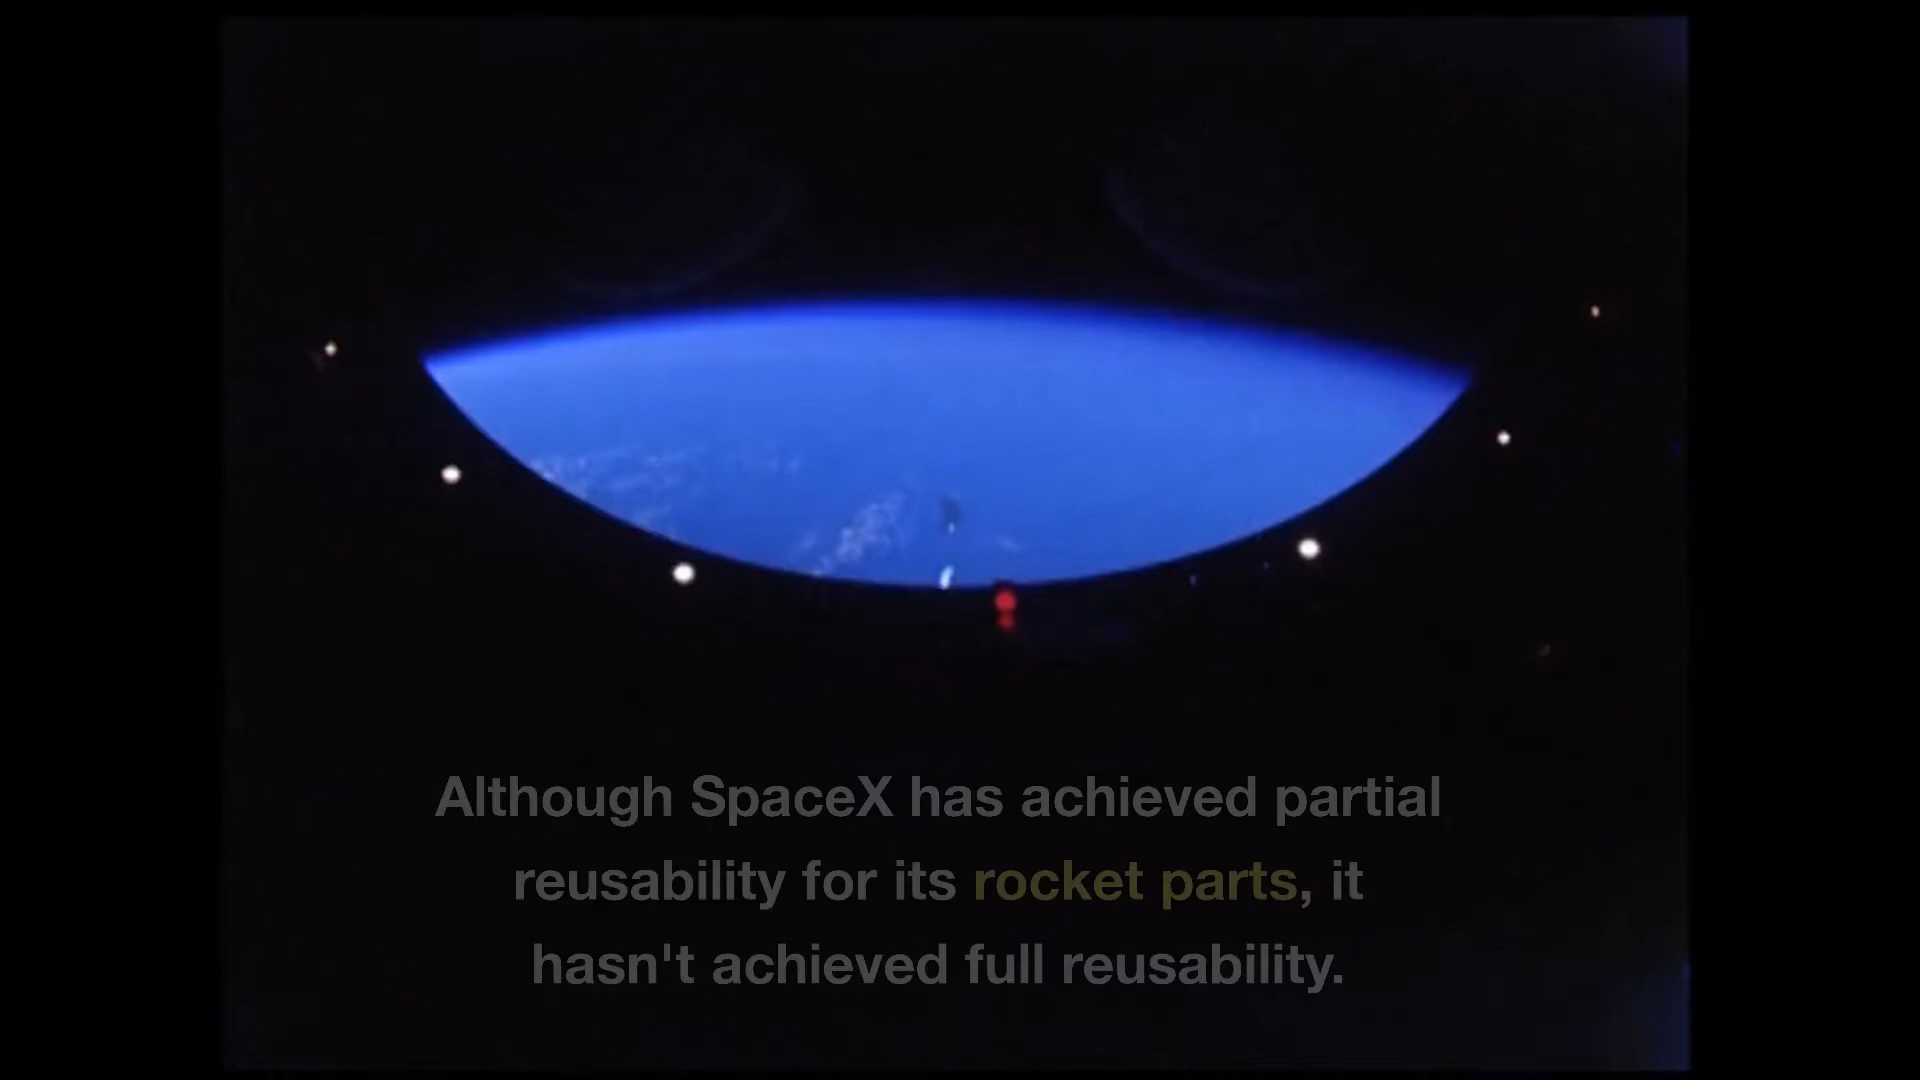 Although SpaceX has achieved partial
reusability for its rocket parts, it
hasn't achieved full reusability.